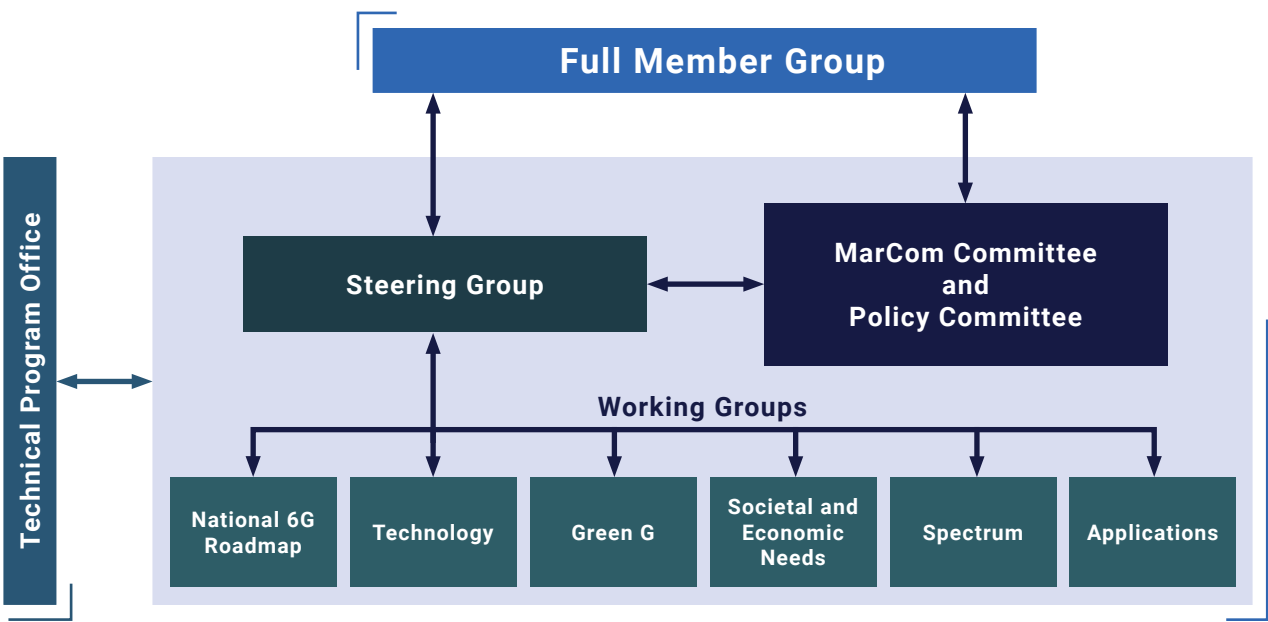 Full Member Group
Technical Program Office
Steering Group
MarCom Committee
and
Policy Committee
Working Groups
National 6G
Roadmap
Technology
Green G
Societal and
Economic
Needs
Spectrum
Applications